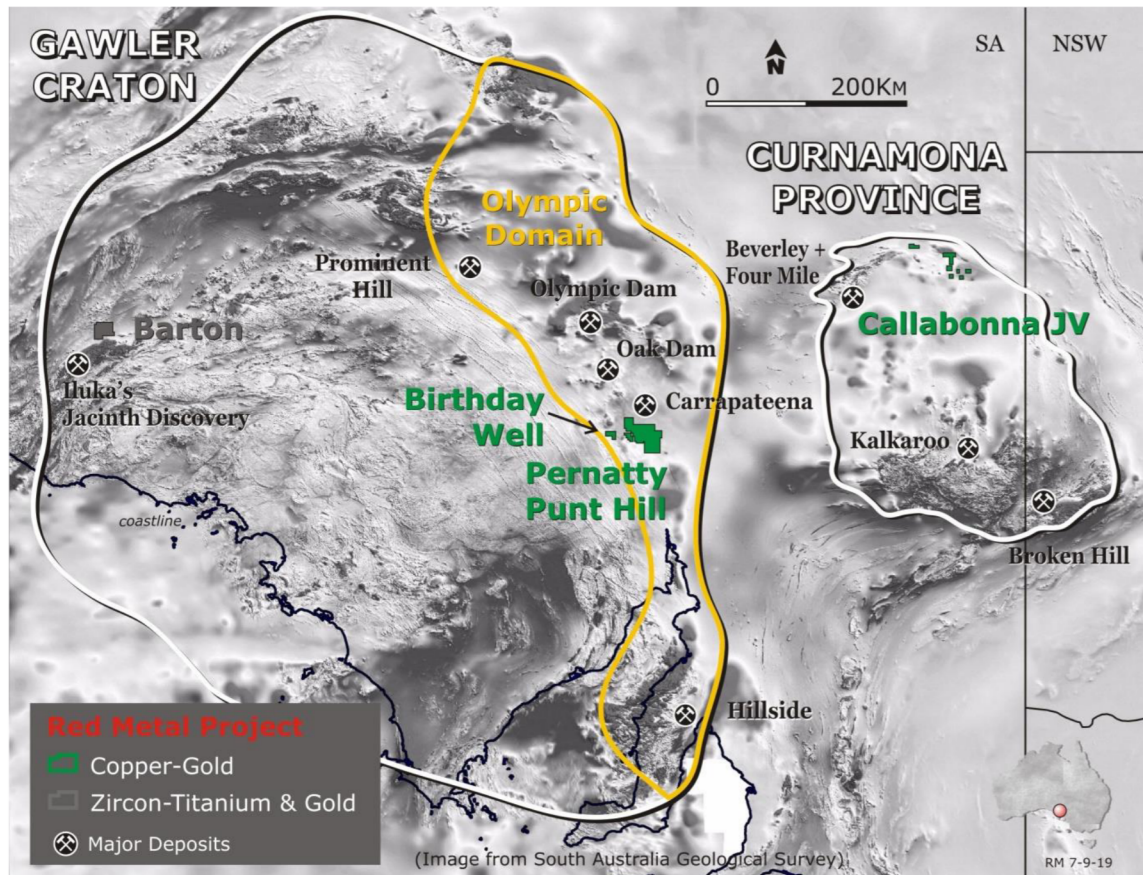 GAWLER
CRATON
0 200KM
N
SA NSW
CURNAMONA
PROVINCE
Olympic
Domain
Prominent
Hill
Olympic Dam
Beverley +
Four Mile
Callabonna JV
Barton
Oak Dam
Iluka's
Jacinth Discovery
Birthday
Well
Carrapateena
Pernatty
Punt Hill
Kalkaroo
Broken Hill
coastline
Hillside
Red Metal Project
Copper-Gold
Zircon-Titanium & Gold
Major Deposits
(Image from South Australia Geological Survey)
RM 7-9-19